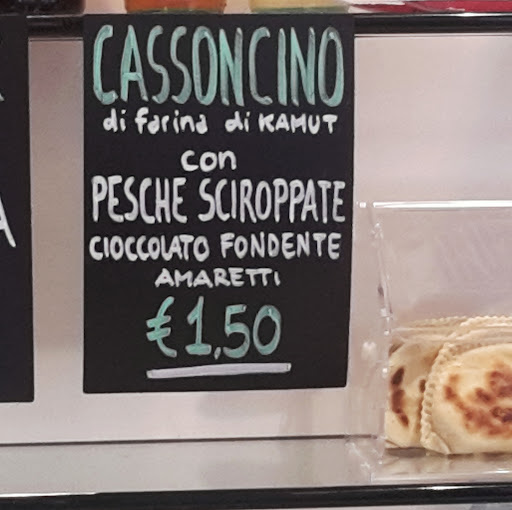 CASSONCINO
di farina di KAMUT
con
PESCHE SCIROPPATE
CIOCCOLATO FONDENTE
AMARETTI
€1,50